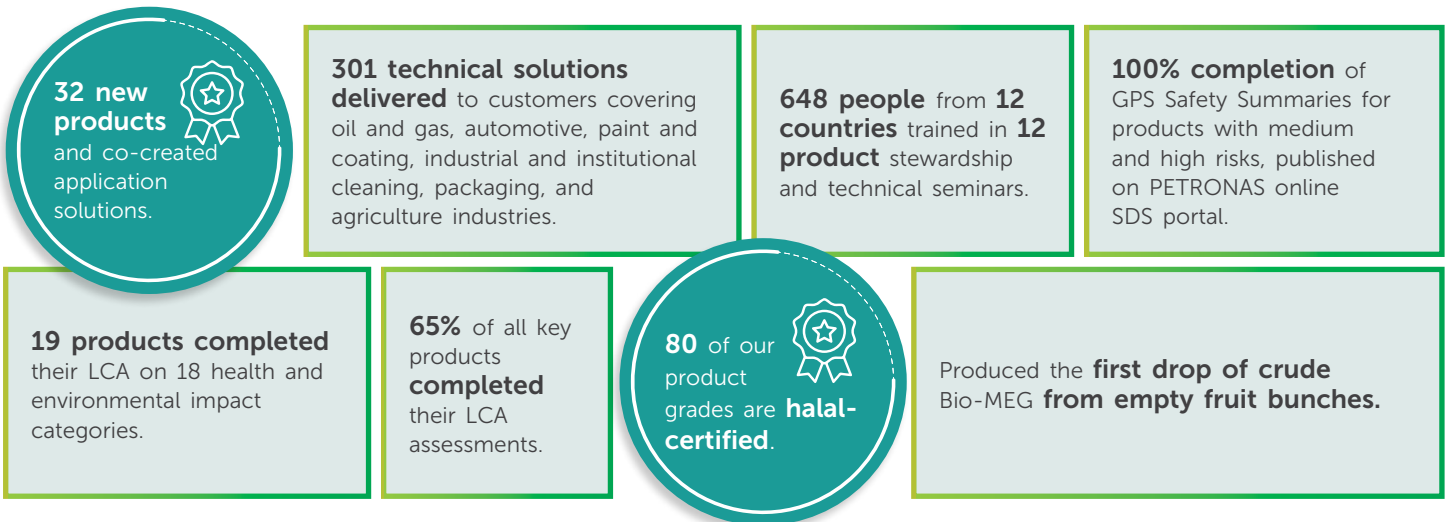 32 new
products
and co-created
application
solutions.
301 technical solutions
delivered to customers covering
oil and gas, automotive, paint and
coating, industrial and institutional
cleaning, packaging, and
agriculture industries.
648 people from 12
countries trained in 12
product stewardship
and technical seminars.
100% completion of
GPS Safety Summaries for
products with medium
and high risks, published
on PETRONAS online
SDS portal.
19 products completed
their LCA on 18 health and
environmental impact
categories.
65% of all key
products
completed
their LCA
assessments.
80 of our
product
grades are halal-
certified.
Produced the first drop of crude
Bio-MEG from empty fruit bunches.